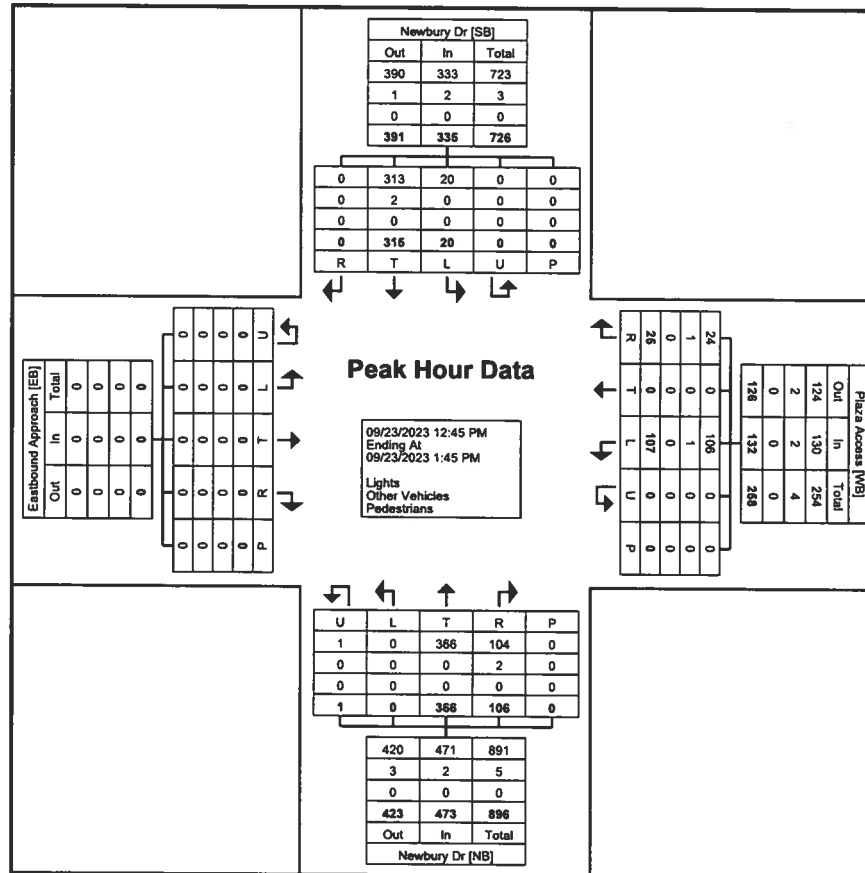 Newbury Dr [SB]
Out In Total
390 333 723
1 2 3
0 0 0
391 335 726
0 313 20 0 0
0 2 0 0 0
0 0 0 0 0
0 315 20 0 0
R T L U P
Eastbound Approach [EB]
Out In Total
0 0 0
0 0 0
0 0 0
0 0 0
0 0 0 0 0
0 0 0 0 0
0 0 0 0 0
0 0 0 0 0
P R T L U
Peak Hour Data
09/23/2023 12:45 PM
Ending At
09/23/2023 1:45 PM
Lights
Other Vehicles
Pedestrians
Plaza Access [WB]
Out In Total
124 130 254
2 2 4
0 0 0
126 132 258
24 0 106 0 0
1 0 1 0 0
0 0 0 0 0
25 0 107 0 0
R T L U P
U L T R P
1 0 366 104 0
0 0 0 2 0
0 0 0 0 0
1 0 366 106 0
420 471 891
3 2 5
0 0 0
423 473 896
Out In Total
Newbury Dr [NB]